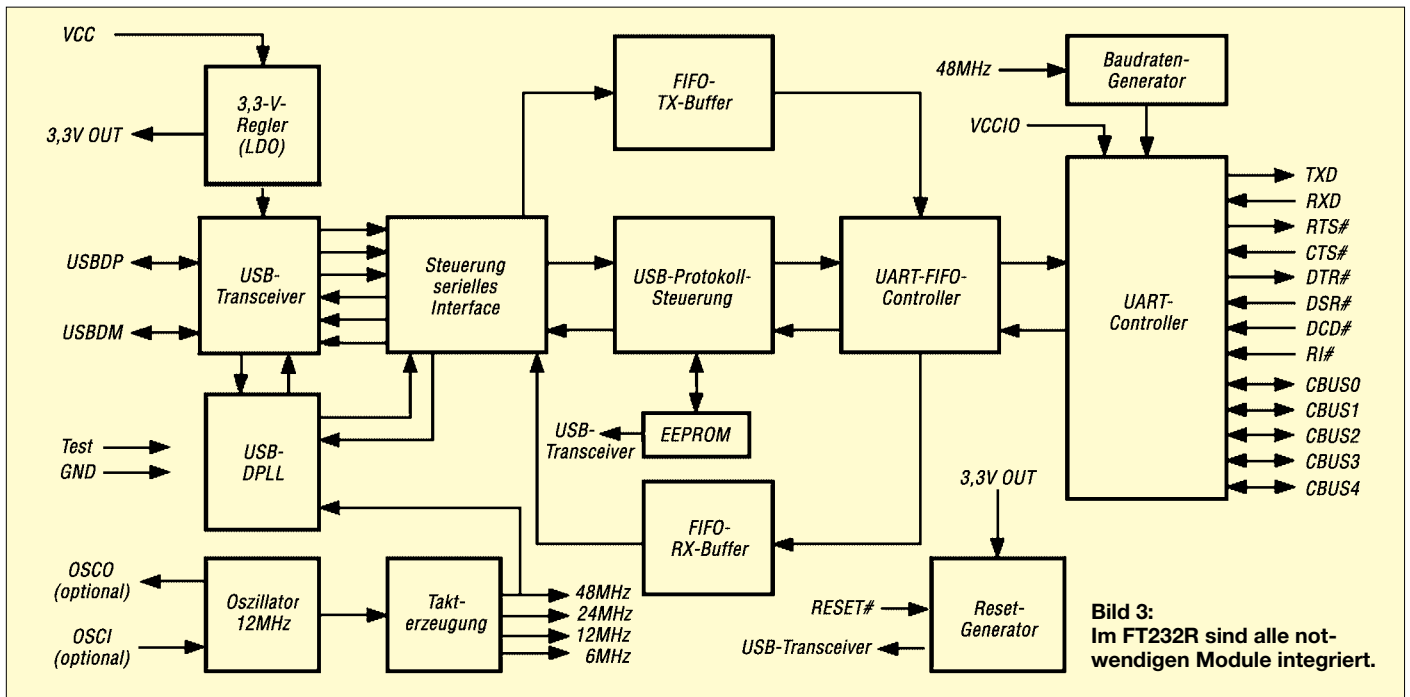 VCC
3,3-V-
Regler
(LDO)
3,3V OUT
FIFO-
TX-Buffer
48MHz
Baudraten-
Generator
VCCIO
USBDP
USBDM
USB-
Transceiver
Steuerung
serielles
Interface
USB-Protokoll-
Steuerung
UART-FIFO-
Controller
UART-
Controller
TXD
RXD
RTS#
CTS#
DTR#
DSR#
DCD#
RI#
CBUS0
CBUS1
CBUS2
CBUS3
CBUS4
Test
GND
USB-
DPLL
USB-
Transceiver
EEPROM
FIFO-
RX-Buffer
3,3V OUT
OSCO
(optional)
OSCI
(optional)
Oszillator
12MHz
Takt-
erzeugung
48MHz
24MHz
12MHz
6MHz
RESET#
USB-Transceiver
Reset-
Generator
Bild 3:
Im FT232R sind alle not-
wendigen Module integriert.